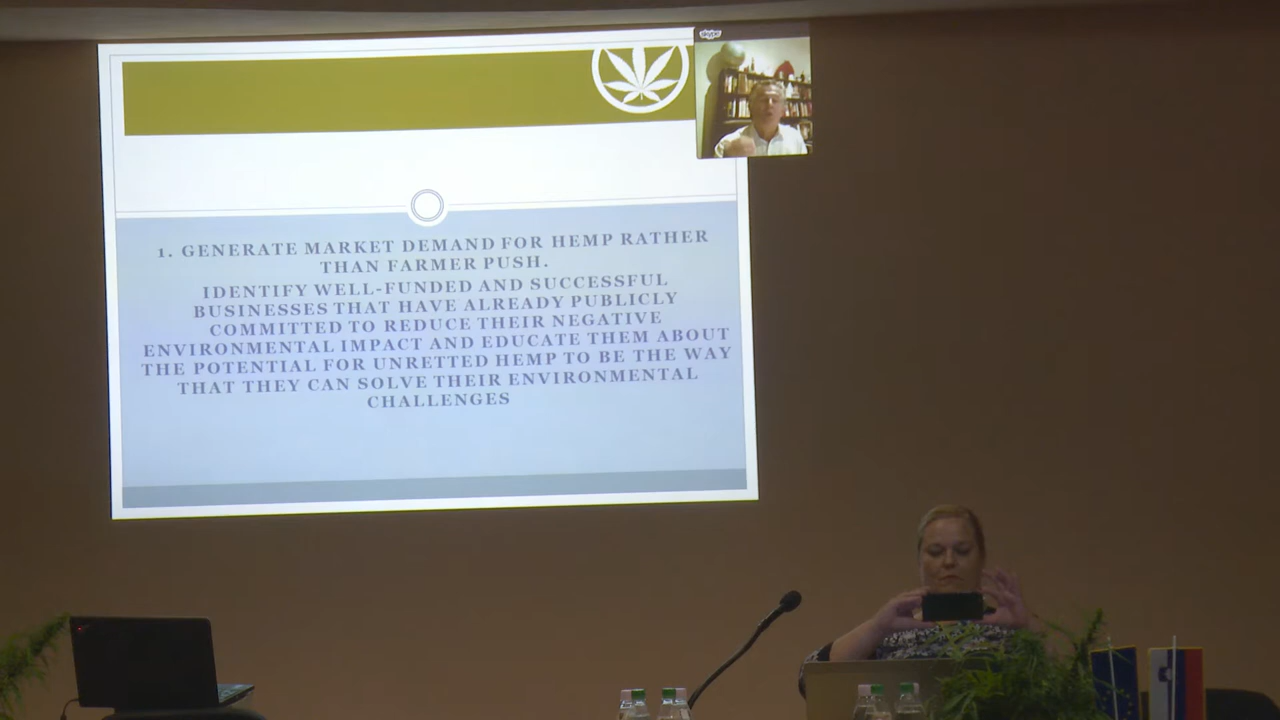 skype
1. GENERATE MARKET DEMAND FOR HEMP RATHER
THAN FARMER PUSH.
IDENTIFY WELL-FUNDED AND SUCCESSFUL
BUSINESSES THAT HAVE ALREADY PUBLICLY
COMMITTED TO REDUCE THEIR NEGATIVE
ENVIRONMENTAL IMPACT AND EDUCATE THEM ABOUT
THE POTENTIAL FOR UNRETTED HEMP TO BE THE WAY
THAT THEY CAN SOLVE THEIR ENVIRONMENTAL
CHALLENGES